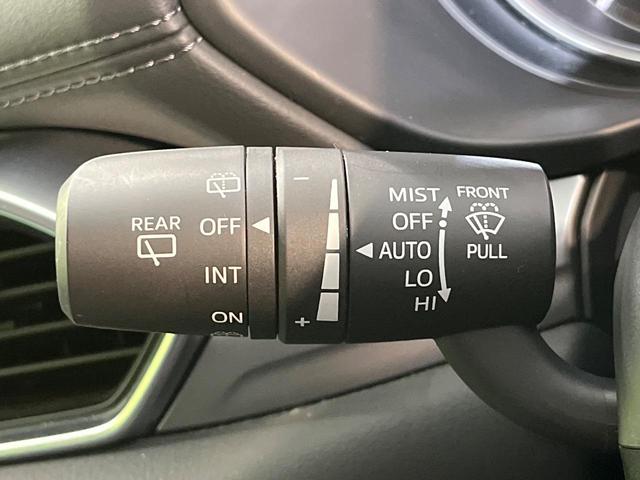 REAR
OFF
INT
ON
−
+
MIST
OFF
AUTO
LO
HI
FRONT
PULL